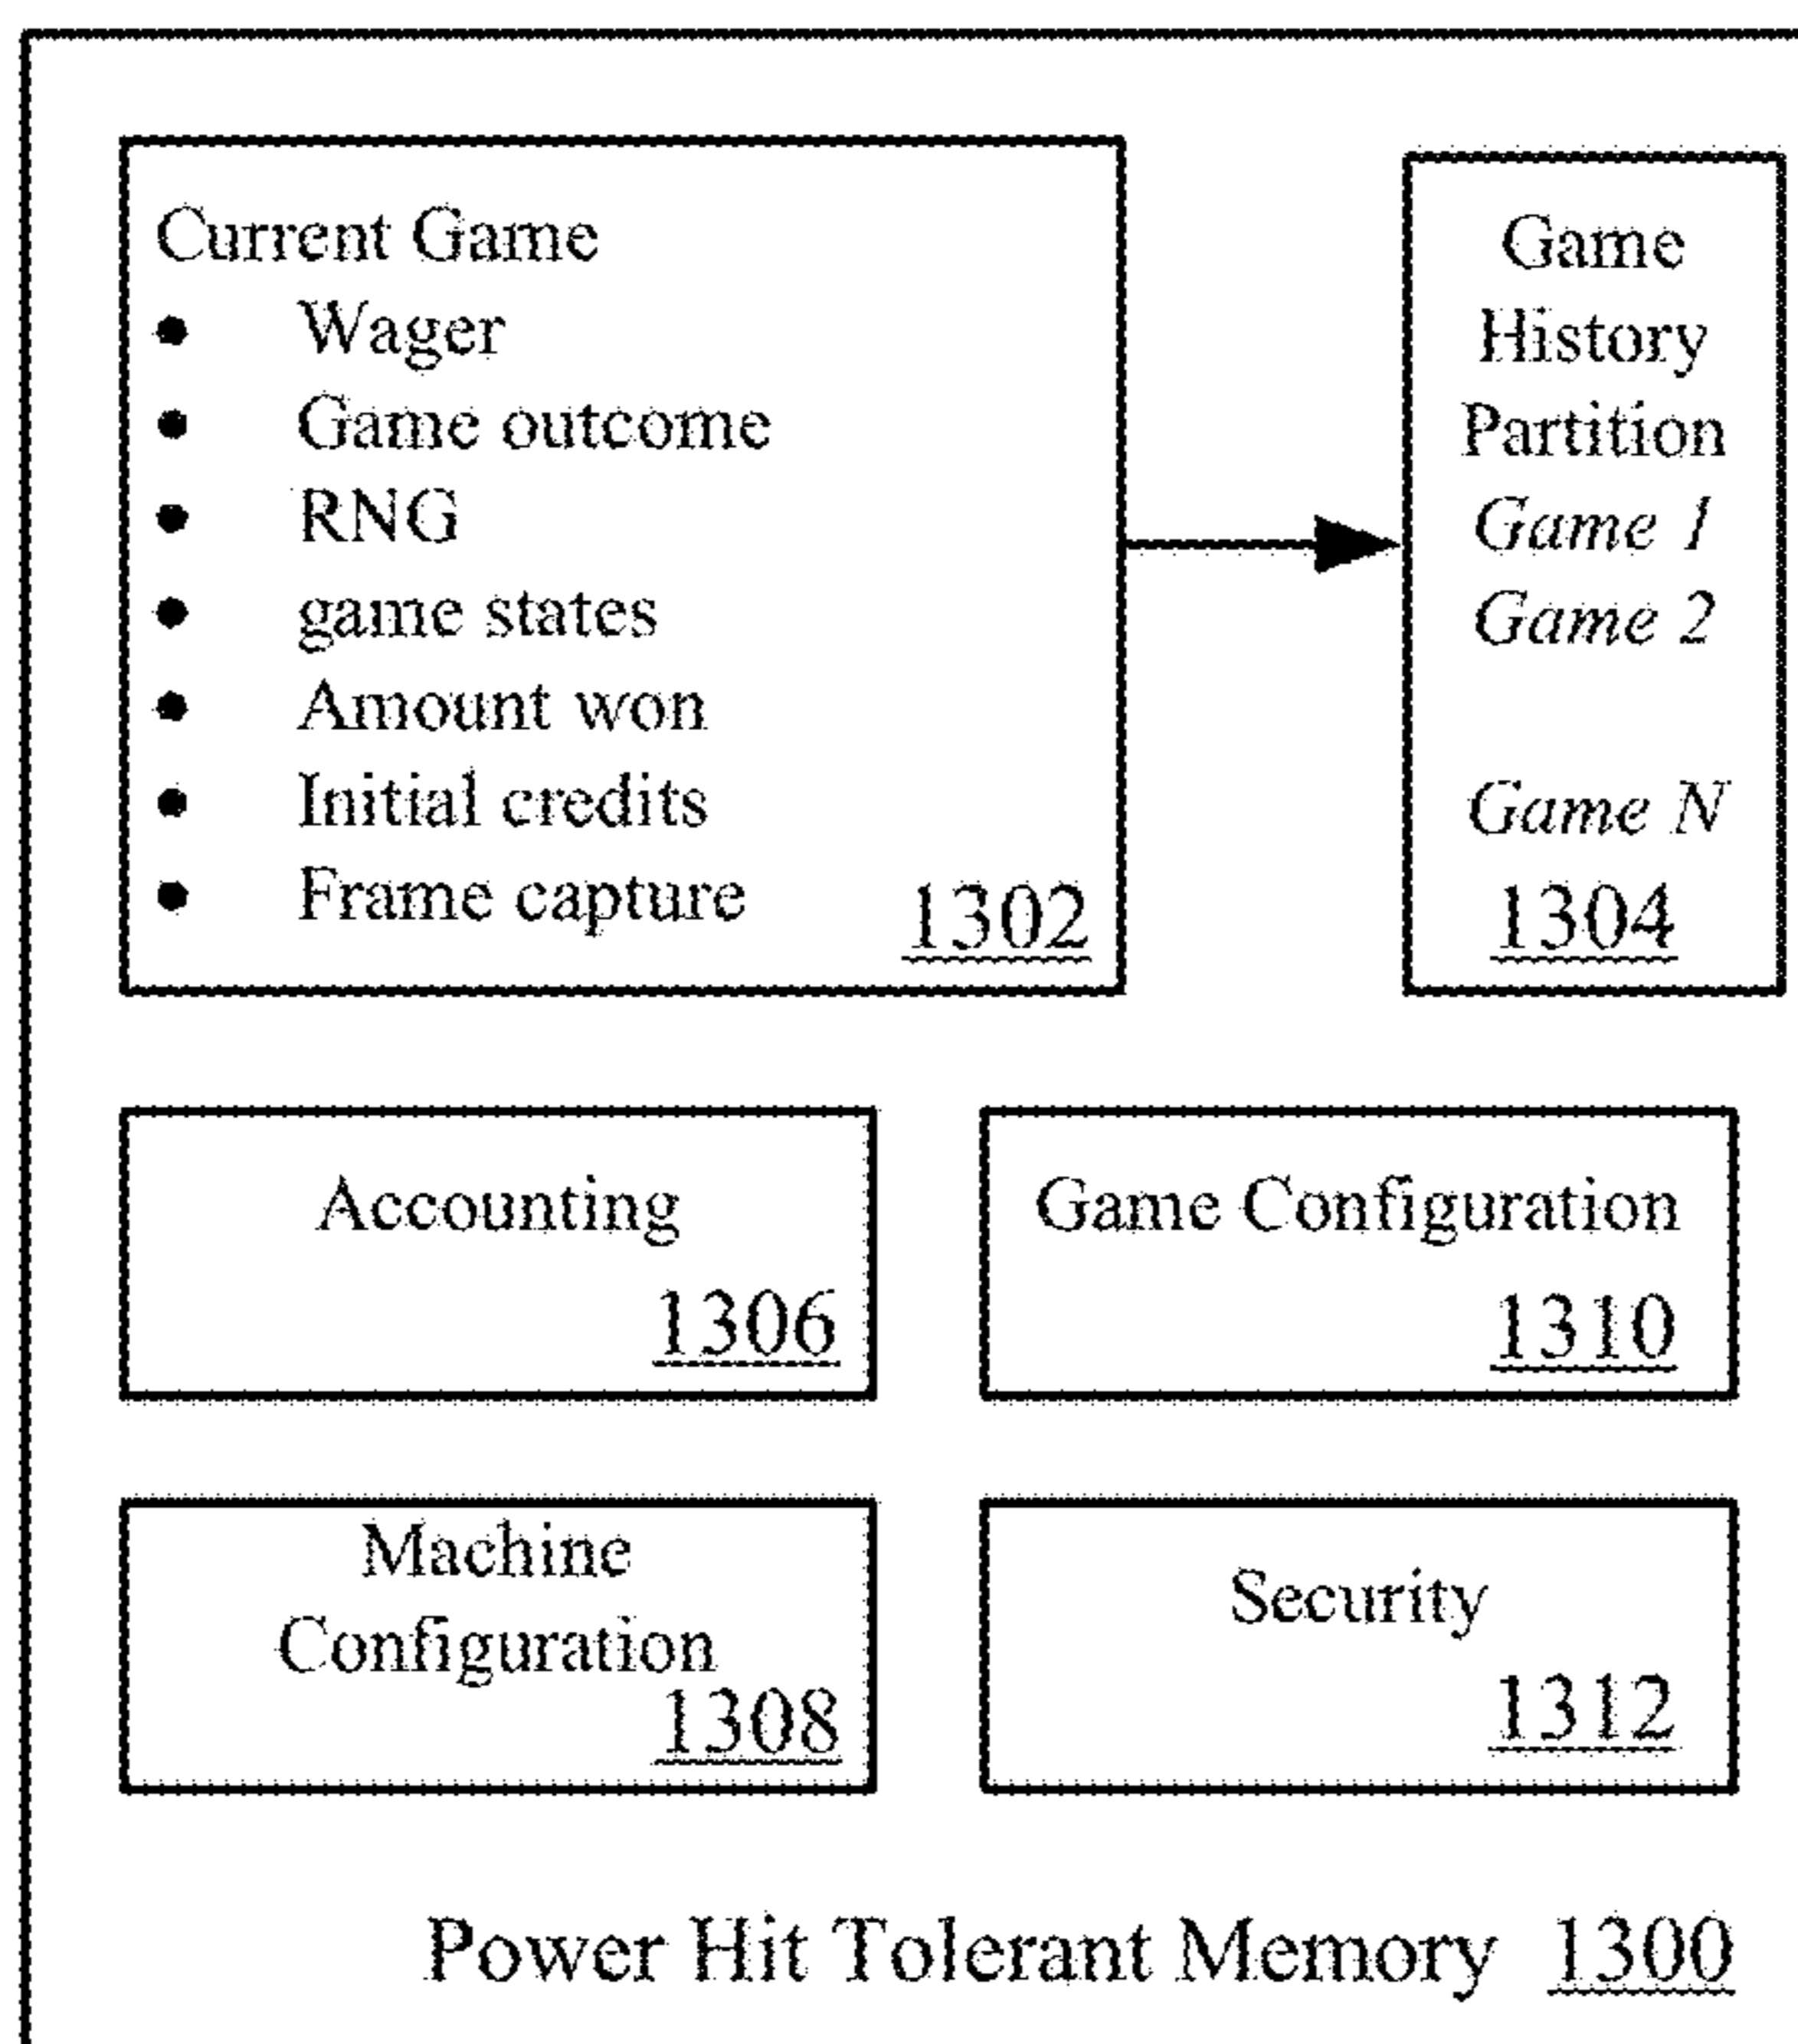 Current Game
• Wager
• Game outcome
• RNG
• game states
• Amount won
• Initial credits
• Frame capture
1302
Game
History
Partition
Game 1
Game 2
Game N
1304
Accounting
1306
Game Configuration
1310
Machine
Configuration
1308
Security
1312
Power Hit Tolerant Memory 1300